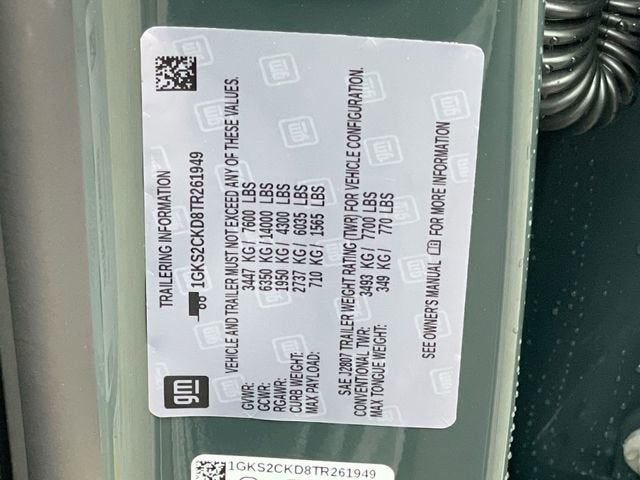 gm
TRAILERING INFORMATION
1GKS2CKD8TR261949
VEHICLE AND TRAILER MUST NOT EXCEED ANY OF THESE VALUES.
GVWR: 3447 KG/ 7600 LBS
GCWR: 6350 KG/14000 LBS
RGAWR: 1950 KG/ 4300 LBS
CURB WEIGHT: 2737 KG/ 6035 LBS
MAX PAYLOAD: 710 KG/ 1565 LBS
SAE J2807 TRAILER WEIGHT RATING (TWR) FOR VEHICLE CONFIGURATION.
CONVENTIONAL TWR: 3493 KG/ 7700 LBS
MAX TONGUE WEIGHT: 349 KG/ 770 LBS
SEE OWNER'S MANUAL FOR MORE INFORMATION
1GKS2CKD8TR261949